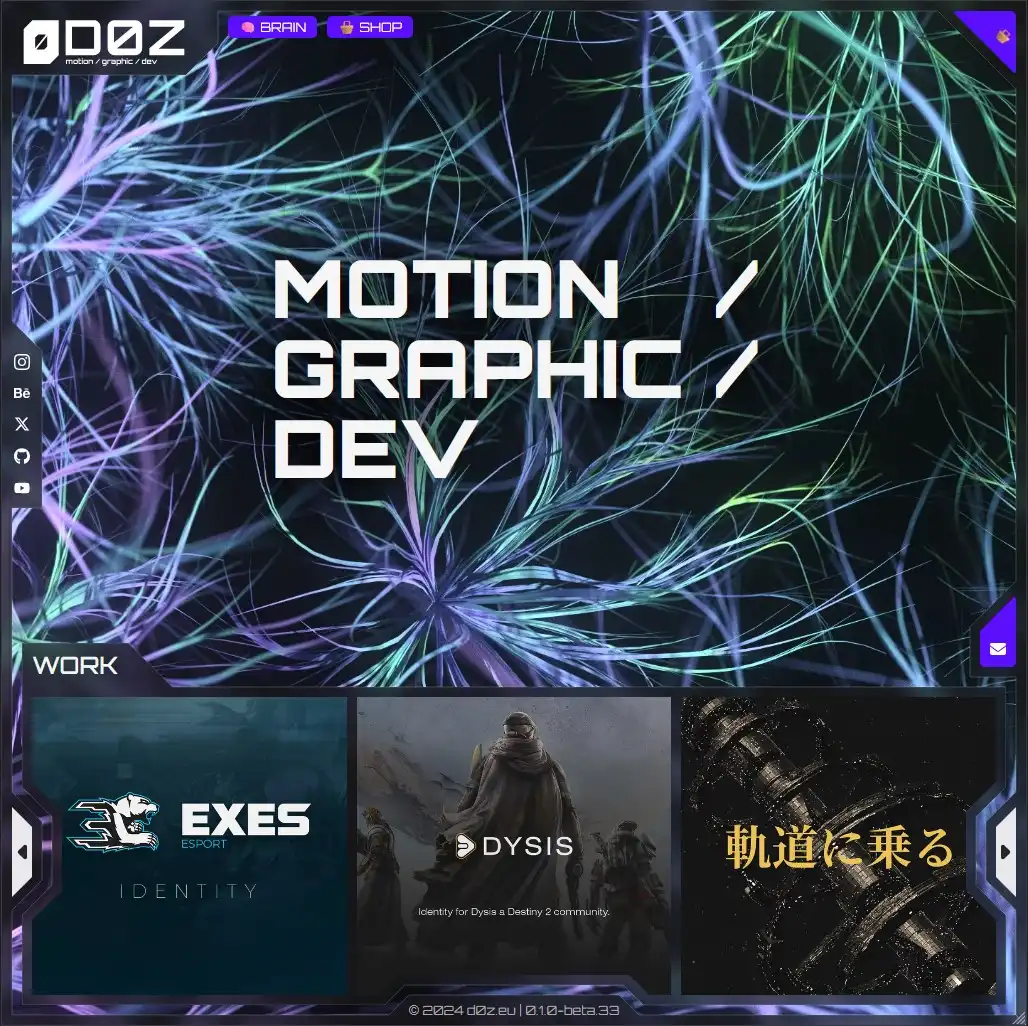 D0Z
motion / graphic / dev
BRAIN
SHOP
MOTION /
GRAPHIC /
DEV
Bē
WORK
EXES
ESPORT
IDENTITY
DYSIS
Identity for Dysis a Destiny 2 community.
軌道に乗る
© 2024 d0z.eu | 0.1.0-beta.33